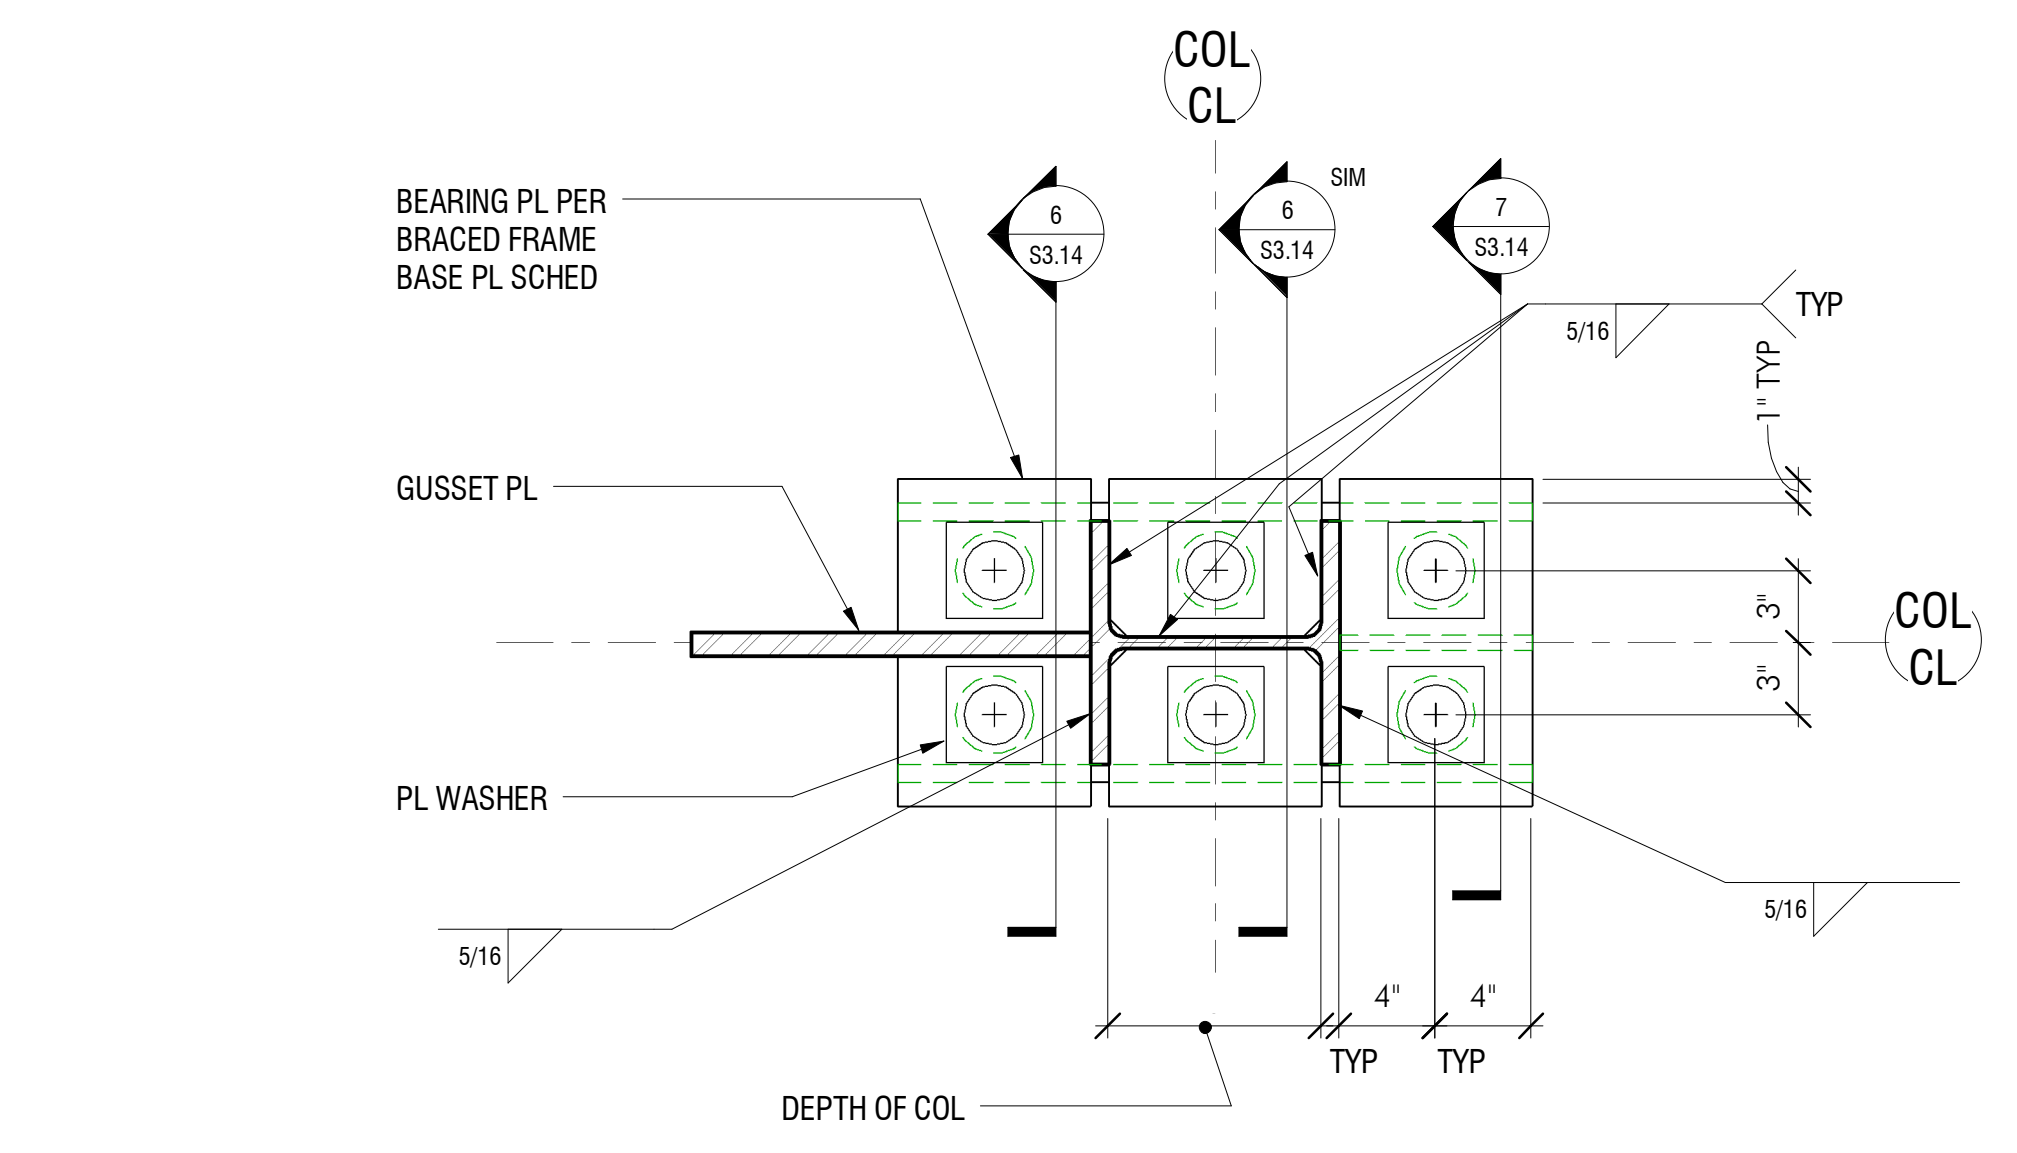 COL
CL
6
S3.14
6
S3.14
SIM
7
S3.14
BEARING PL PER
BRACED FRAME
BASE PL SCHED
5/16
TYP
1" TYP
GUSSET PL
3"
COL
CL
3"
PL WASHER
5/16
5/16
4"
4"
TYP
TYP
DEPTH OF COL